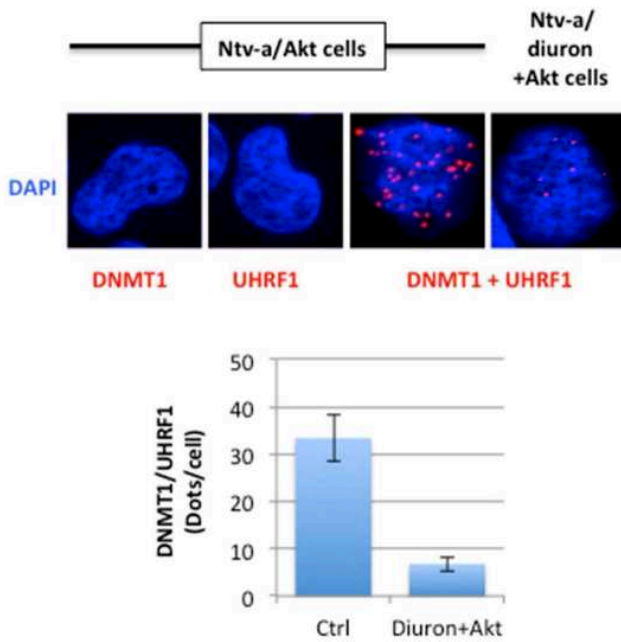 Ntv-a/Akt cells
Ntv-a/
diuron
+Akt cells
DAPI
DNMT1
UHRF1
DNMT1 + UHRF1
DNMT1/UHRF1
(Dots/cell)
50
40
30
20
10
0
Ctrl
Diuron+Akt